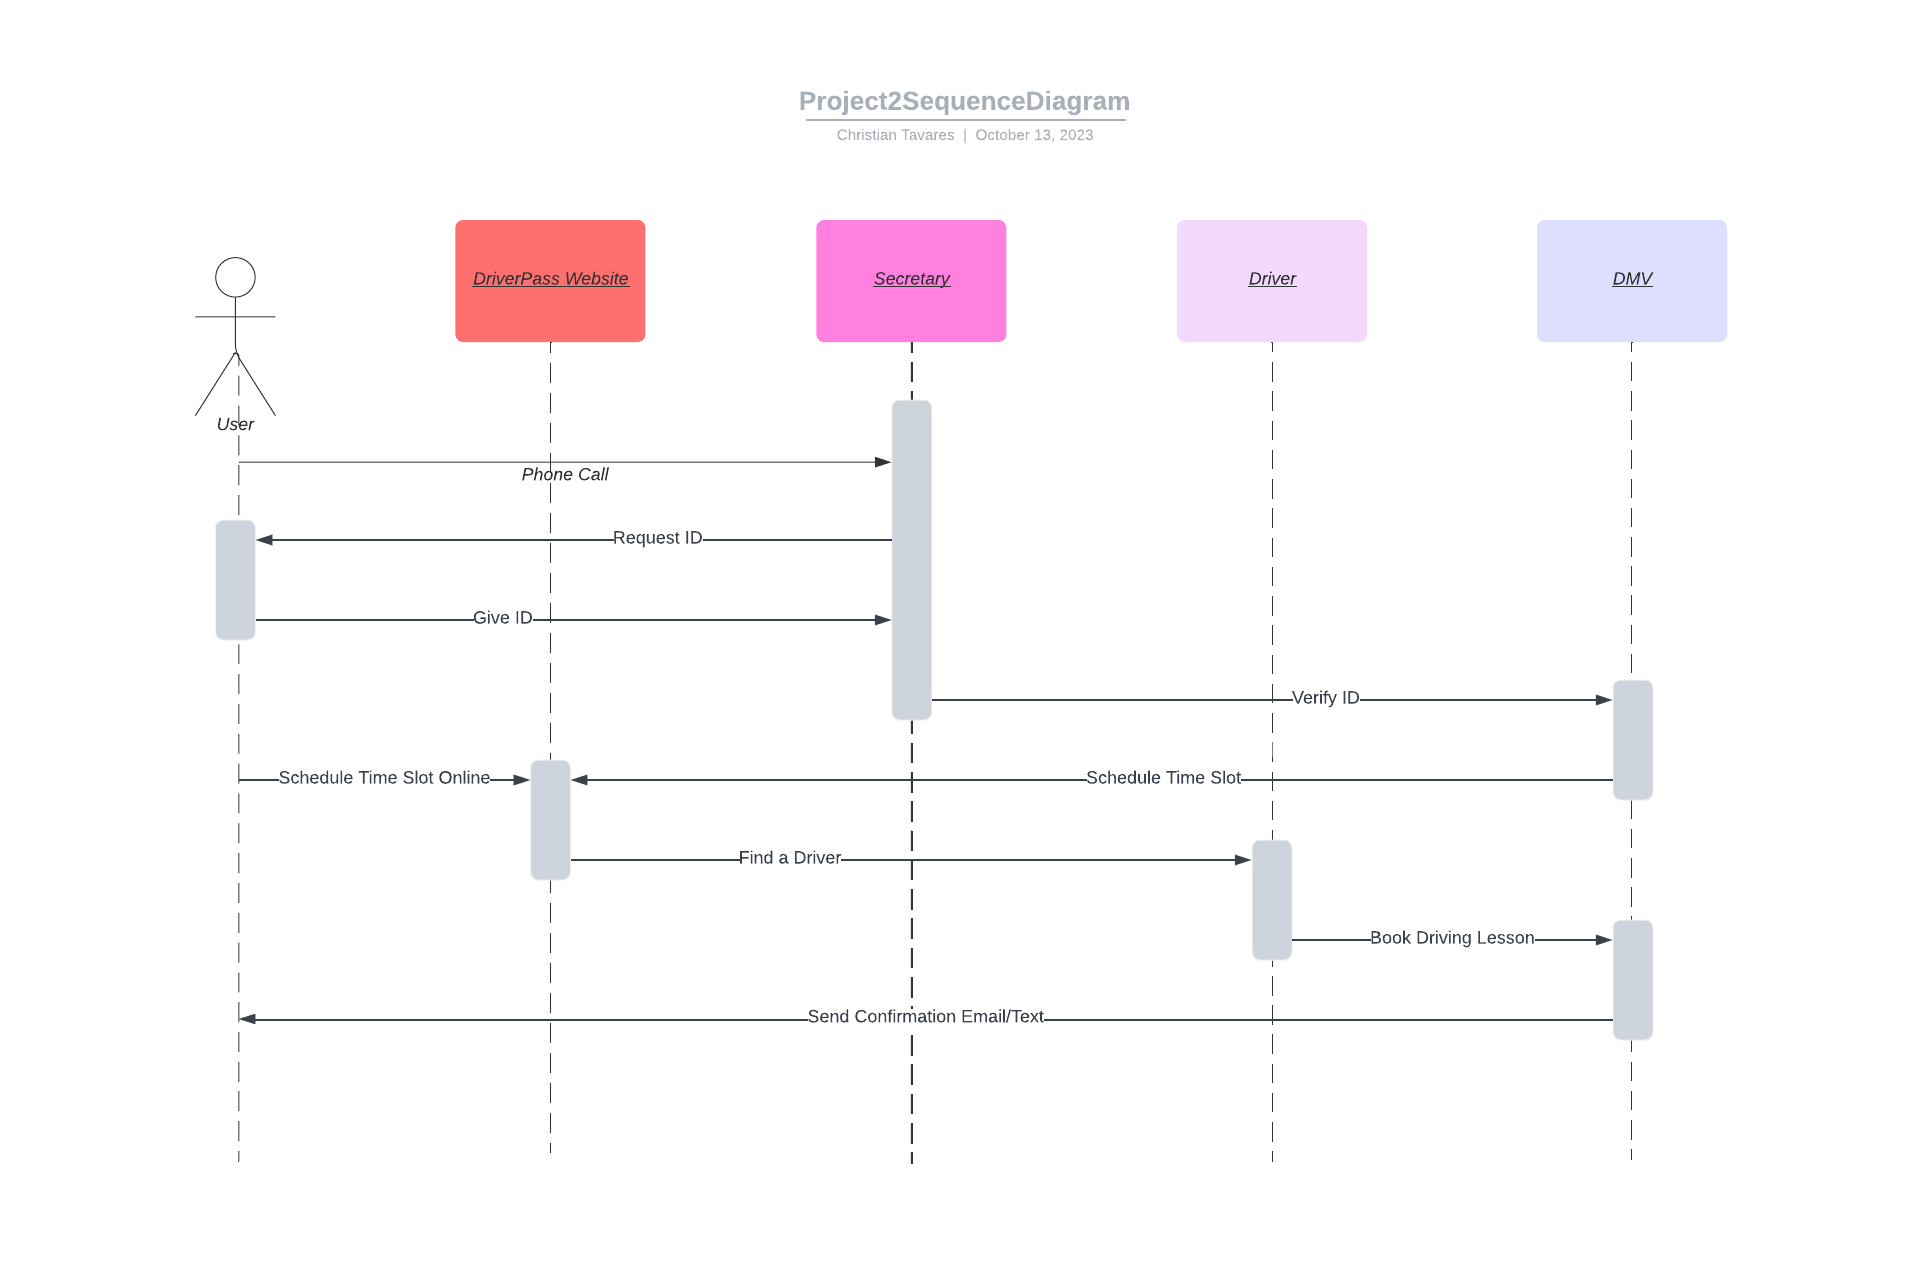 Project2SequenceDiagram
Christian Tavares | October 13, 2023
DriverPass Website
Secretary
Driver
DMV
User
Phone Call
Request ID
Give ID
Verify ID
Schedule Time Slot Online
Schedule Time Slot
Find a Driver
Book Driving Lesson
Send Confirmation Email/Text